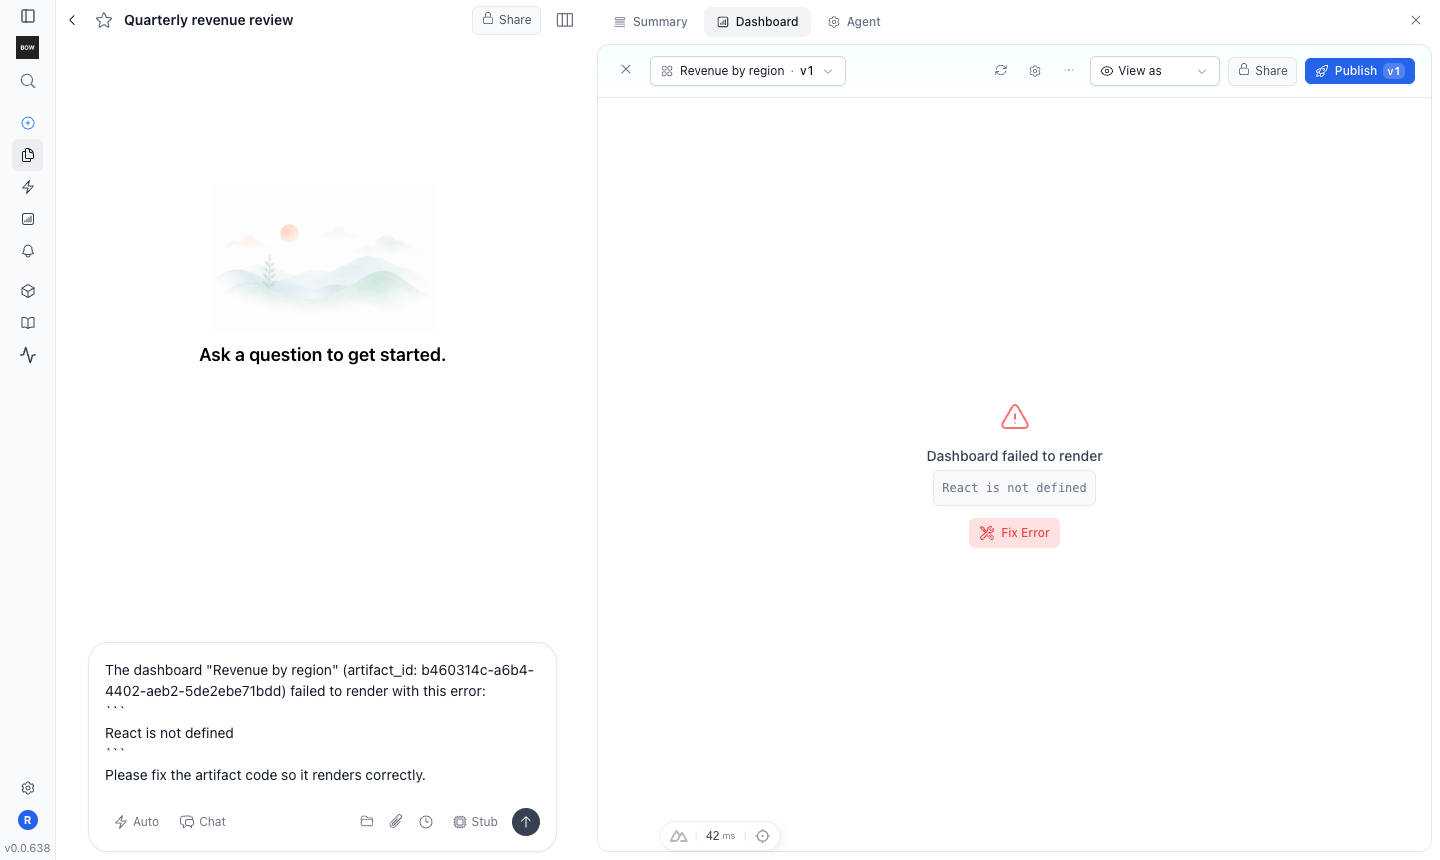 Quarterly revenue review
Share
Summary
Dashboard
Agent
BOW
Revenue by region · v1
View as
Share
Publish v1
Ask a question to get started.
Dashboard failed to render
React is not defined
Fix Error
The dashboard "Revenue by region" (artifact_id: b460314c-a6b4-
4402-aeb2-5de2ebe71bdd) failed to render with this error:
```
React is not defined
```
Please fix the artifact code so it renders correctly.
Auto
Chat
Stub
42 ms
R
v0.0.638